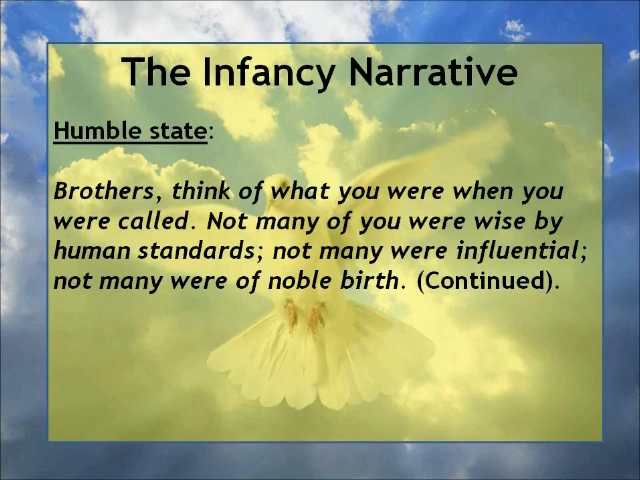 The Infancy Narrative
Humble state:
Brothers, think of what you were when you
were called. Not many of you were wise by
human standards; not many were influential;
not many were of noble birth. (Continued).